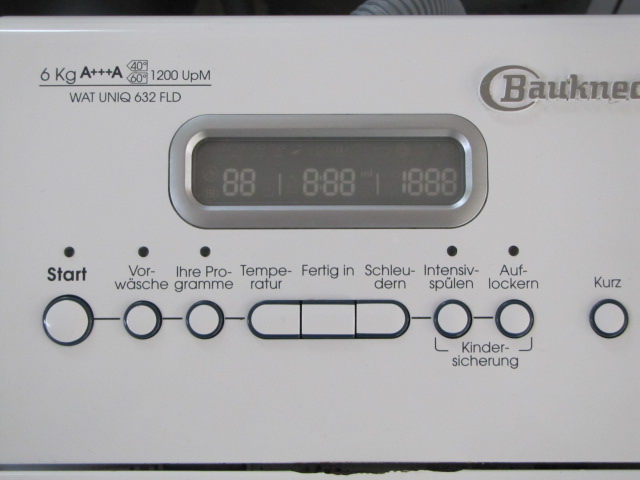 6 Kg A+++A 40° 60° 1200 UpM
WAT UNIQ 632 FLD
Bauknec
88 | 8:88 | 1888
Start
Vor-
wäsche
Ihre Pro-
gramme
Tempe-
ratur
Fertig in
Schleu-
dern
Intensiv-
spülen
Auf-
lockern
Kurz
Kinder-
sicherung